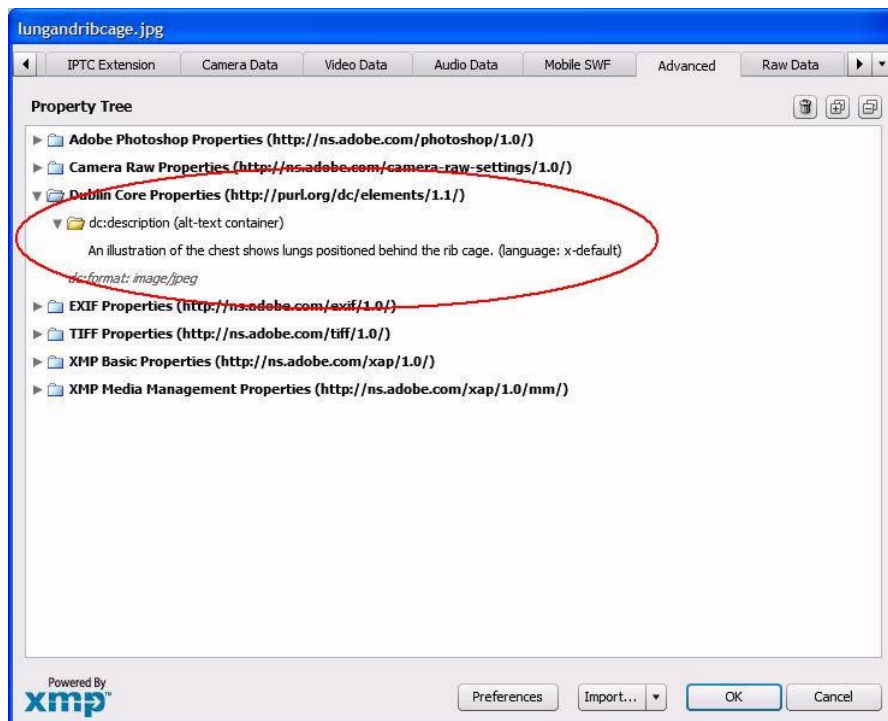 lungandribcage.jpg
IPTC Extension Camera Data Video Data Audio Data Mobile SWF Advanced Raw Data
Property Tree
Adobe Photoshop Properties (http://ns.adobe.com/photoshop/1.0/)
Camera Raw Properties (http://ns.adobe.com/camera-raw-settings/1.0/)
Dublin Core Properties (http://purl.org/dc/elements/1.1/)
dc:description (alt-text container)
An illustration of the chest shows lungs positioned behind the rib cage. (language: x-default)
dc:format: image/jpeg
EXIF Properties (http://ns.adobe.com/exif/1.0/)
TIFF Properties (http://ns.adobe.com/tiff/1.0/)
XMP Basic Properties (http://ns.adobe.com/xap/1.0/)
XMP Media Management Properties (http://ns.adobe.com/xap/1.0/mm/)
Powered By
xmp™
Preferences Import... OK Cancel